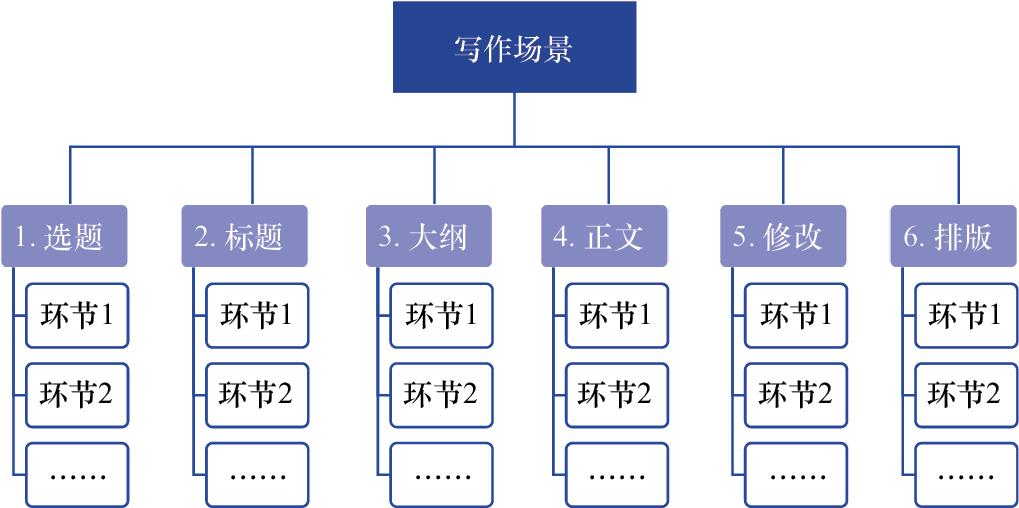 写作场景
1. 选题
2. 标题
3. 大纲
4. 正文
5. 修改
6. 排版
环节1
环节1
环节1
环节1
环节1
环节1
环节2
环节2
环节2
环节2
环节2
环节2
……
……
……
……
……
……